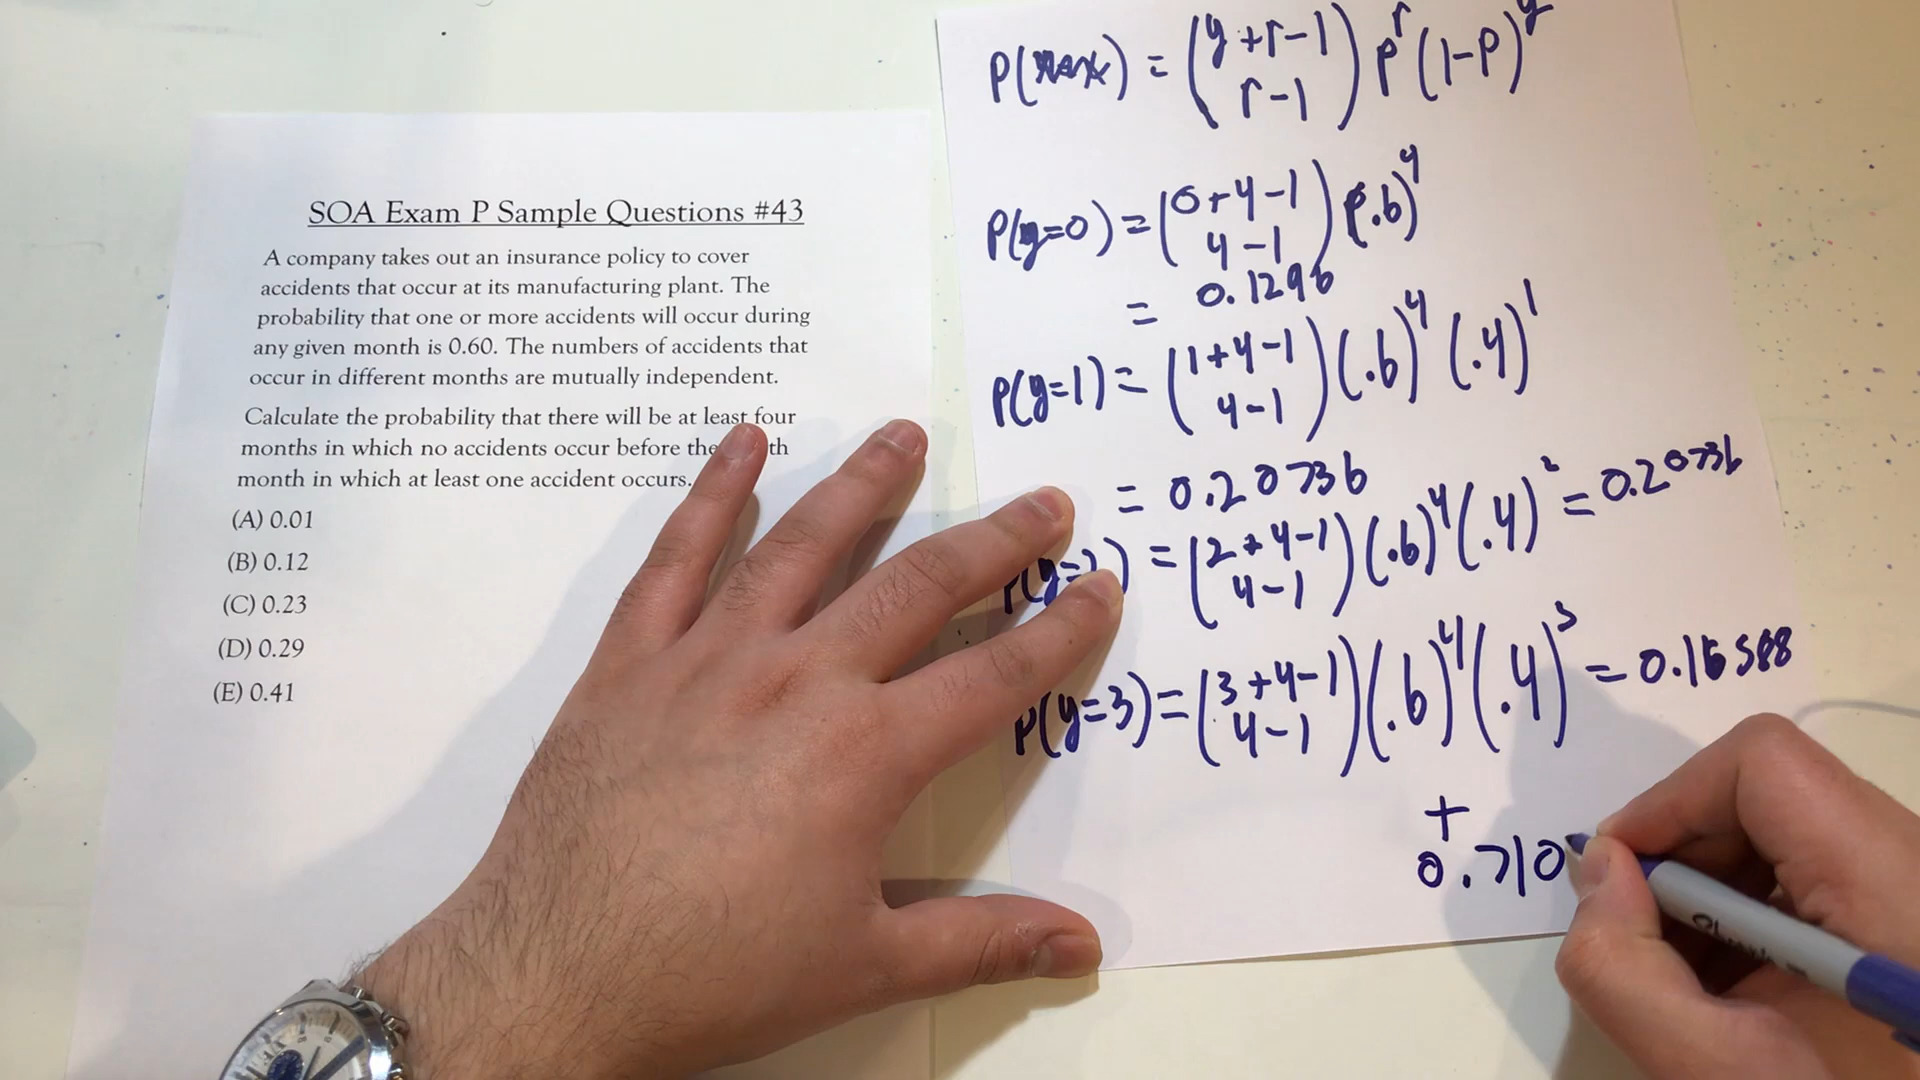 SOA Exam P Sample Questions #43
A company takes out an insurance policy to cover
accidents that occur at its manufacturing plant. The
probability that one or more accidents will occur during
any given month is 0.60. The numbers of accidents that
occur in different months are mutually independent.
Calculate the probability that there will be at least four
months in which no accidents occur before the th
month in which at least one accident occurs.
(A) 0.01
(B) 0.12
(C) 0.23
(D) 0.29
(E) 0.41
P( ) = (y+r-1 r-1) p^r (1-p)^y
P(y=0) = (0+4-1 4-1) (.6)^4
= 0.1296
P(y=1) = (1+4-1 4-1) (.6)^4 (.4)^1
= 0.20736
P(y=2) = (2+4-1 4-1) (.6)^4 (.4)^2 = 0.20736
P(y=3) = (3+4-1 4-1) (.6)^4 (.4)^3 = 0.16588
+
0.710